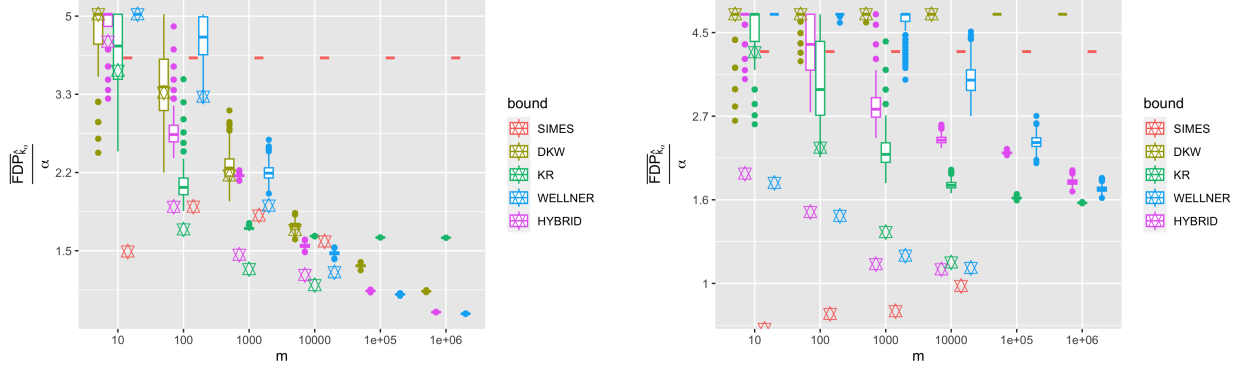 5
3.3
2.2
1.5
FDP k̂α / α
10
100
1000
10000
1e+05
1e+06
m
bound
SIMES
DKW
KR
WELLNER
HYBRID
4.5
2.7
1.6
1
FDP k̂α / α
10
100
1000
10000
1e+05
1e+06
m
bound
SIMES
DKW
KR
WELLNER
HYBRID